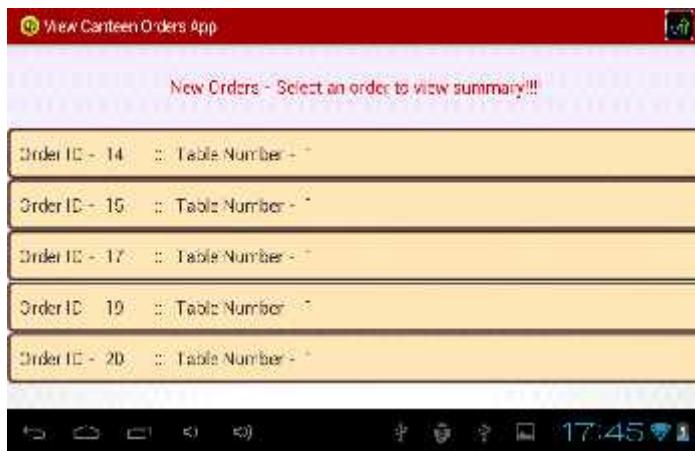 View Canteen Orders App
New Orders - Select an order to view summary!!!
Order ID - 14 :: Table Number -
Order ID - 15 :: Table Number -
Order ID - 17 :: Table Number -
Order ID - 19 :: Table Number -
Order ID - 20 :: Table Number -
17:45